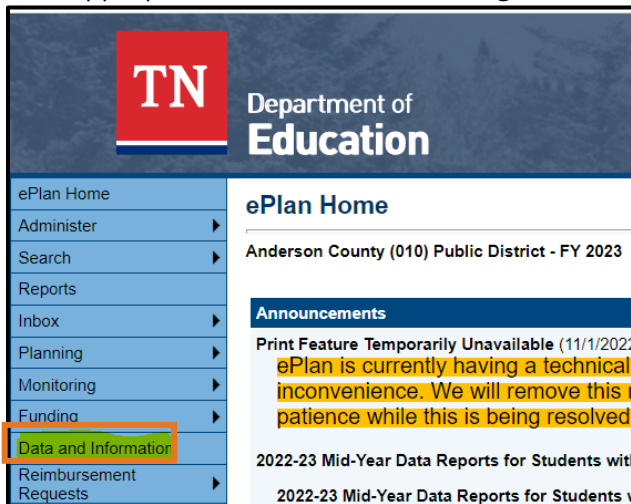 TN
Department of
Education
ePlan Home
Administer
Search
Reports
Inbox
Planning
Monitoring
Funding
Data and Information
Reimbursement
Requests
ePlan Home
Anderson County (010) Public District - FY 2023
Announcements
Print Feature Temporarily Unavailable (11/1/2022
ePlan is currently having a technical
inconvenience. We will remove this
patience while this is being resolved
2022-23 Mid-Year Data Reports for Students
2022-23 Mid-Year Data Reports for Students